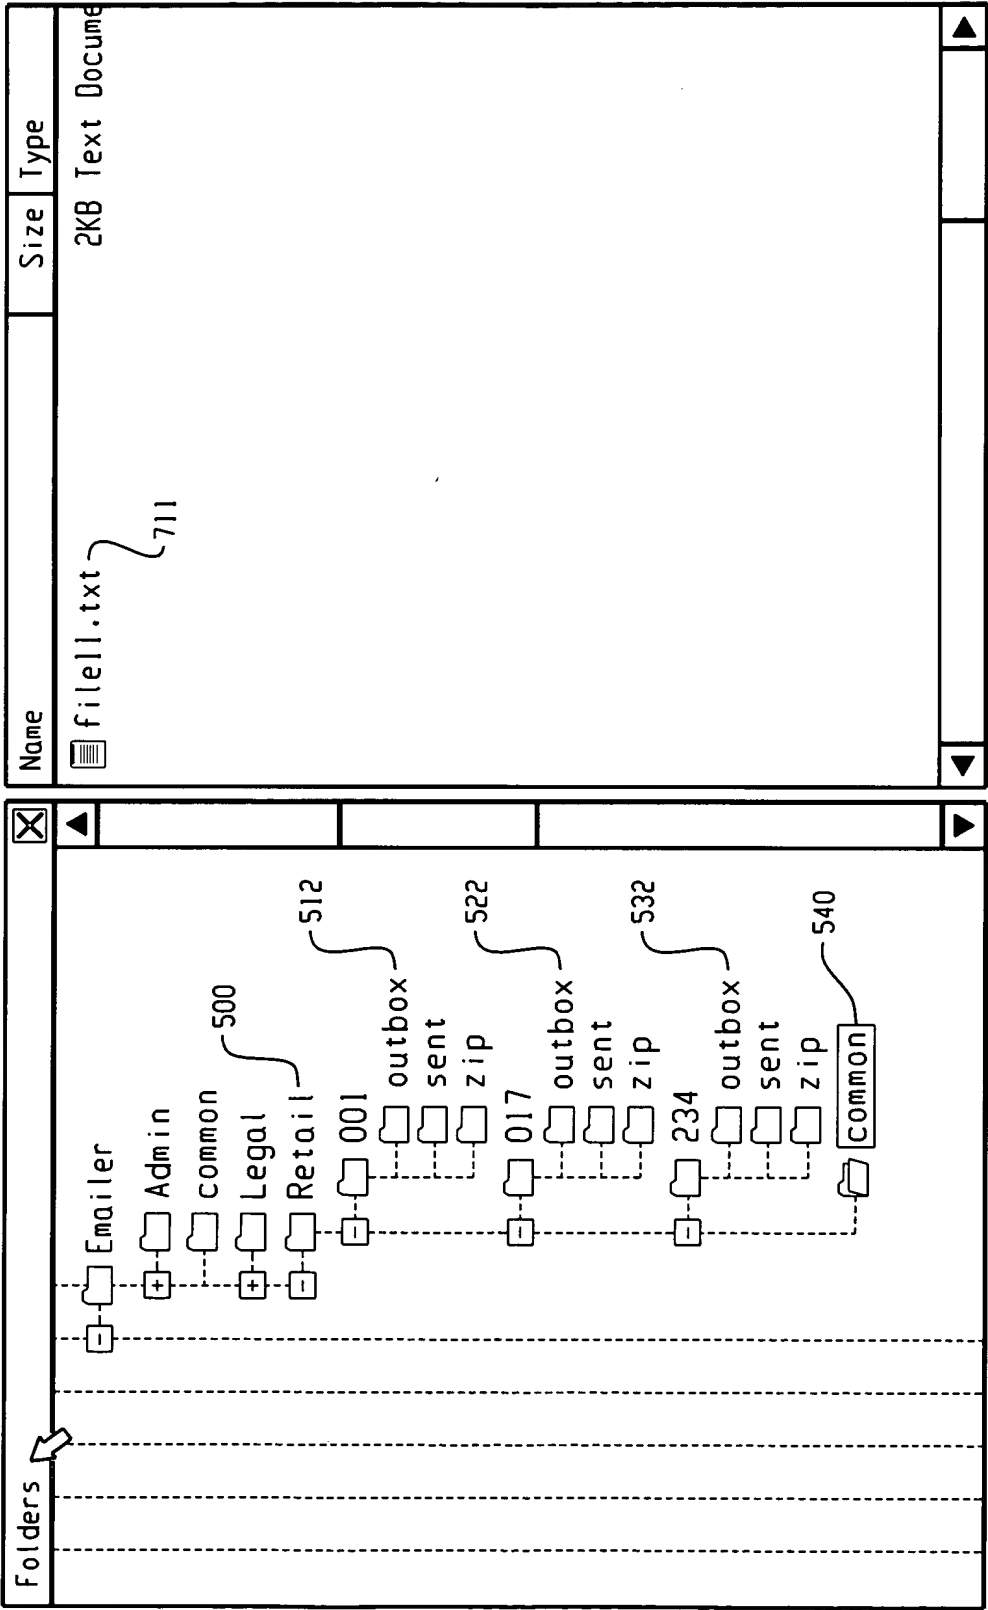 Folders
Emailer
Admin
common
Legal
Retail
500
001
outbox
512
sent
zip
017
outbox
522
sent
zip
234
outbox
532
sent
zip
common
540
Name Size Type
file11.txt 2KB Text Docume
711